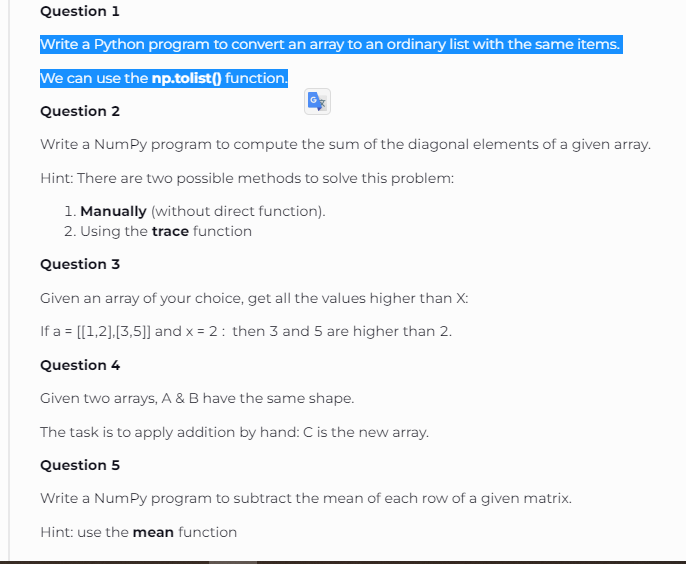 Question 1
Write a Python program to convert an array to an ordinary list with the same items.
We can use the np.tolist() function.
Question 2
Write a NumPy program to compute the sum of the diagonal elements of a given array.
Hint: There are two possible methods to solve this problem:
1. Manually (without direct function).
2. Using the trace function
Question 3
Given an array of your choice, get all the values higher than X:
If a = [[1,2],[3,5]] and x = 2 :  then 3 and 5 are higher than 2.
Question 4
Given two arrays, A & B have the same shape.
The task is to apply addition by hand: C is the new array.
Question 5
Write a NumPy program to subtract the mean of each row of a given matrix.
Hint: use the mean function